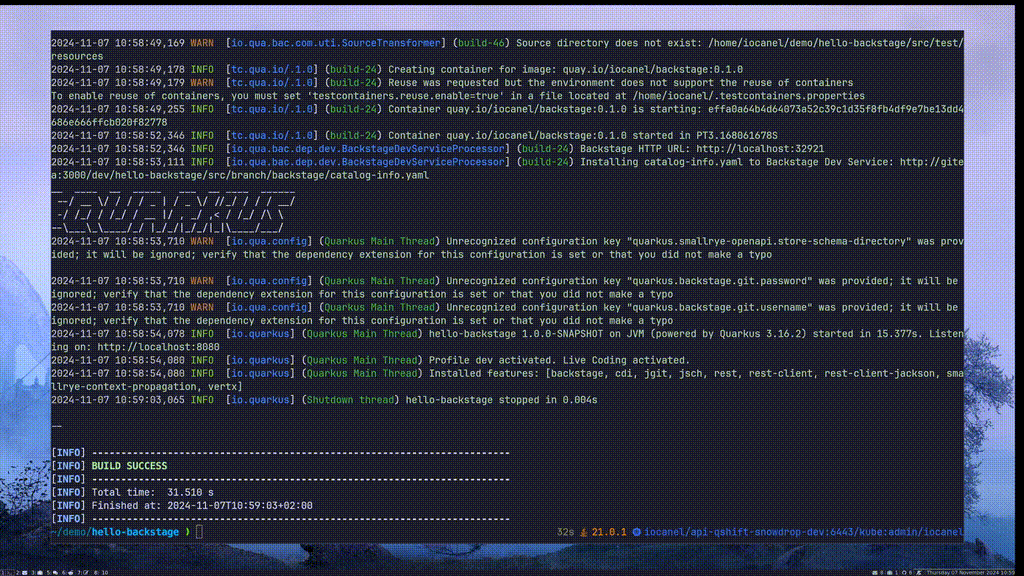 2024-11-07 10:58:49,169 WARN  [io.qua.bac.com.uti.SourceTransformer] (build-46) Source directory does not exist: /home/iocanel/demo/hello-backstage/src/test/
resources
2024-11-07 10:58:49,178 INFO  [tc.qua.io/.1.0] (build-24) Creating container for image: quay.io/iocanel/backstage:0.1.0
2024-11-07 10:58:49,179 WARN  [tc.qua.io/.1.0] (build-24) Reuse was requested but the environment does not support the reuse of containers
To enable reuse of containers, you must set 'testcontainers.reuse.enable=true' in a file located at /home/iocanel/.testcontainers.properties
2024-11-07 10:58:49,255 INFO  [tc.qua.io/.1.0] (build-24) Container quay.io/iocanel/backstage:0.1.0 is starting: effa0a64b4d64073a52c39c1d35f8fb4df9e7be13dd4
686e666ffcb020f82778
2024-11-07 10:58:52,346 INFO  [tc.qua.io/.1.0] (build-24) Container quay.io/iocanel/backstage:0.1.0 started in PT3.168061678S
2024-11-07 10:58:52,346 INFO  [io.qua.bac.dep.dev.BackstageDevServiceProcessor] (build-24) Backstage HTTP URL: http://localhost:32921
2024-11-07 10:58:53,111 INFO  [io.qua.bac.dep.dev.BackstageDevServiceProcessor] (build-24) Installing catalog-info.yaml to Backstage Dev Service: http://gite
a:3000/dev/hello-backstage/src/branch/backstage/catalog-info.yaml
__  ____  __  _____   ___  __ ____  ______
 --/ __ \/ / / / _ | / _ \/ //_/ / / / __/
 -/ /_/ / /_/ / __ |/ , _/ ,< / /_/ /\ \
--\___\_\____/_/ |_/_/|_/_/|_|\____/___/
2024-11-07 10:58:53,710 WARN  [io.qua.config] (Quarkus Main Thread) Unrecognized configuration key "quarkus.smallrye-openapi.store-schema-directory" was prov
ided; it will be ignored; verify that the dependency extension for this configuration is set or that you did not make a typo
2024-11-07 10:58:53,710 WARN  [io.qua.config] (Quarkus Main Thread) Unrecognized configuration key "quarkus.backstage.git.password" was provided; it will be
ignored; verify that the dependency extension for this configuration is set or that you did not make a typo
2024-11-07 10:58:53,710 WARN  [io.qua.config] (Quarkus Main Thread) Unrecognized configuration key "quarkus.backstage.git.username" was provided; it will be
ignored; verify that the dependency extension for this configuration is set or that you did not make a typo
2024-11-07 10:58:54,078 INFO  [io.quarkus] (Quarkus Main Thread) hello-backstage 1.0.0-SNAPSHOT on JVM (powered by Quarkus 3.16.2) started in 15.377s. Listen
ing on: http://localhost:8080
2024-11-07 10:58:54,080 INFO  [io.quarkus] (Quarkus Main Thread) Profile dev activated. Live Coding activated.
2024-11-07 10:58:54,080 INFO  [io.quarkus] (Quarkus Main Thread) Installed features: [backstage, cdi, jgit, jsch, rest, rest-client, rest-client-jackson, sma
llrye-context-propagation, vertx]
2024-11-07 10:59:03,065 INFO  [io.quarkus] (Shutdown thread) hello-backstage stopped in 0.004s
--
[INFO] ------------------------------------------------------------------------
[INFO] BUILD SUCCESS
[INFO] ------------------------------------------------------------------------
[INFO] Total time:  31.510 s
[INFO] Finished at: 2024-11-07T10:59:03+02:00
[INFO] ------------------------------------------------------------------------
~/demo/hello-backstage ❯ 32s 21.0.1 iocanel/api-qshift-snowdrop-dev:6443/kube:admin/iocanel
Thursday 07 November 2024 10:59